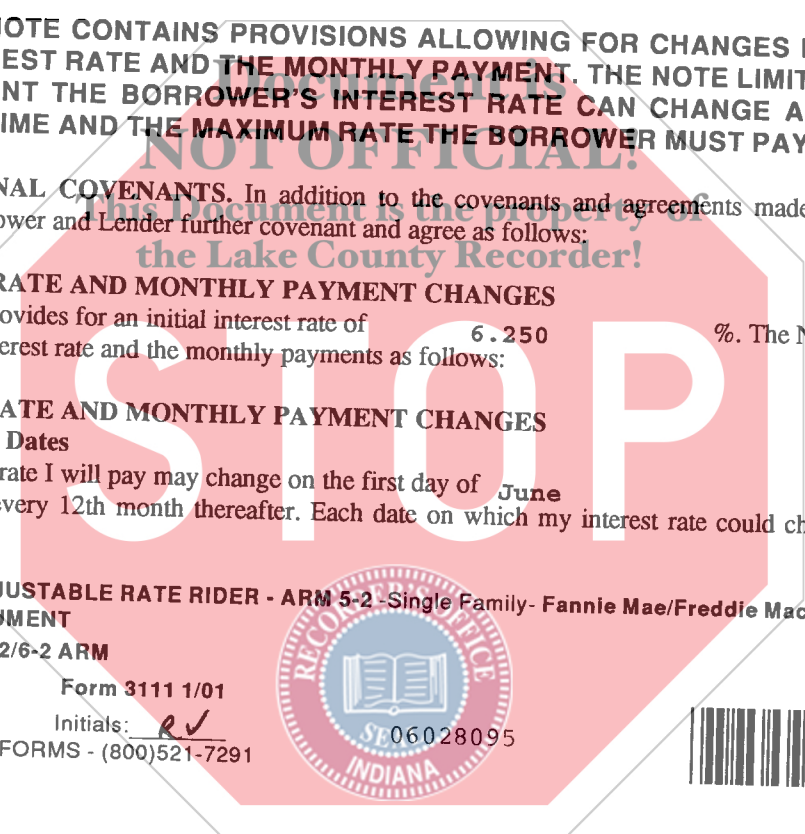 OTE CONTAINS PROVISIONS ALLOWING FOR CHANGES
EST RATE AND THE MONTHLY PAYMENT. THE NOTE LIMIT
NT THE BORROWER'S INTEREST RATE CAN CHANGE A
IME AND THE MAXIMUM RATE THE BORROWER MUST PAY
Document is
NOT OFFICIAL!
This Document is the property of
the Lake County Recorder!
NAL COVENANTS. In addition to the covenants and agreements made
ower and Lender further covenant and agree as follows:
RATE AND MONTHLY PAYMENT CHANGES
ovides for an initial interest rate of 6.250 %. The N
erest rate and the monthly payments as follows:
STOP
ATE AND MONTHLY PAYMENT CHANGES
Dates
rate I will pay may change on the first day of June
very 12th month thereafter. Each date on which my interest rate could ch
JUSTABLE RATE RIDER - ARM 5-2 -Single Family- Fannie Mae/Freddie Mac
UMENT
2/6-2 ARM
Form 3111 1/01
Initials: RJ
FORMS - (800)521-7291
06028095
RECORDER'S OFFICE
SEAL
INDIANA